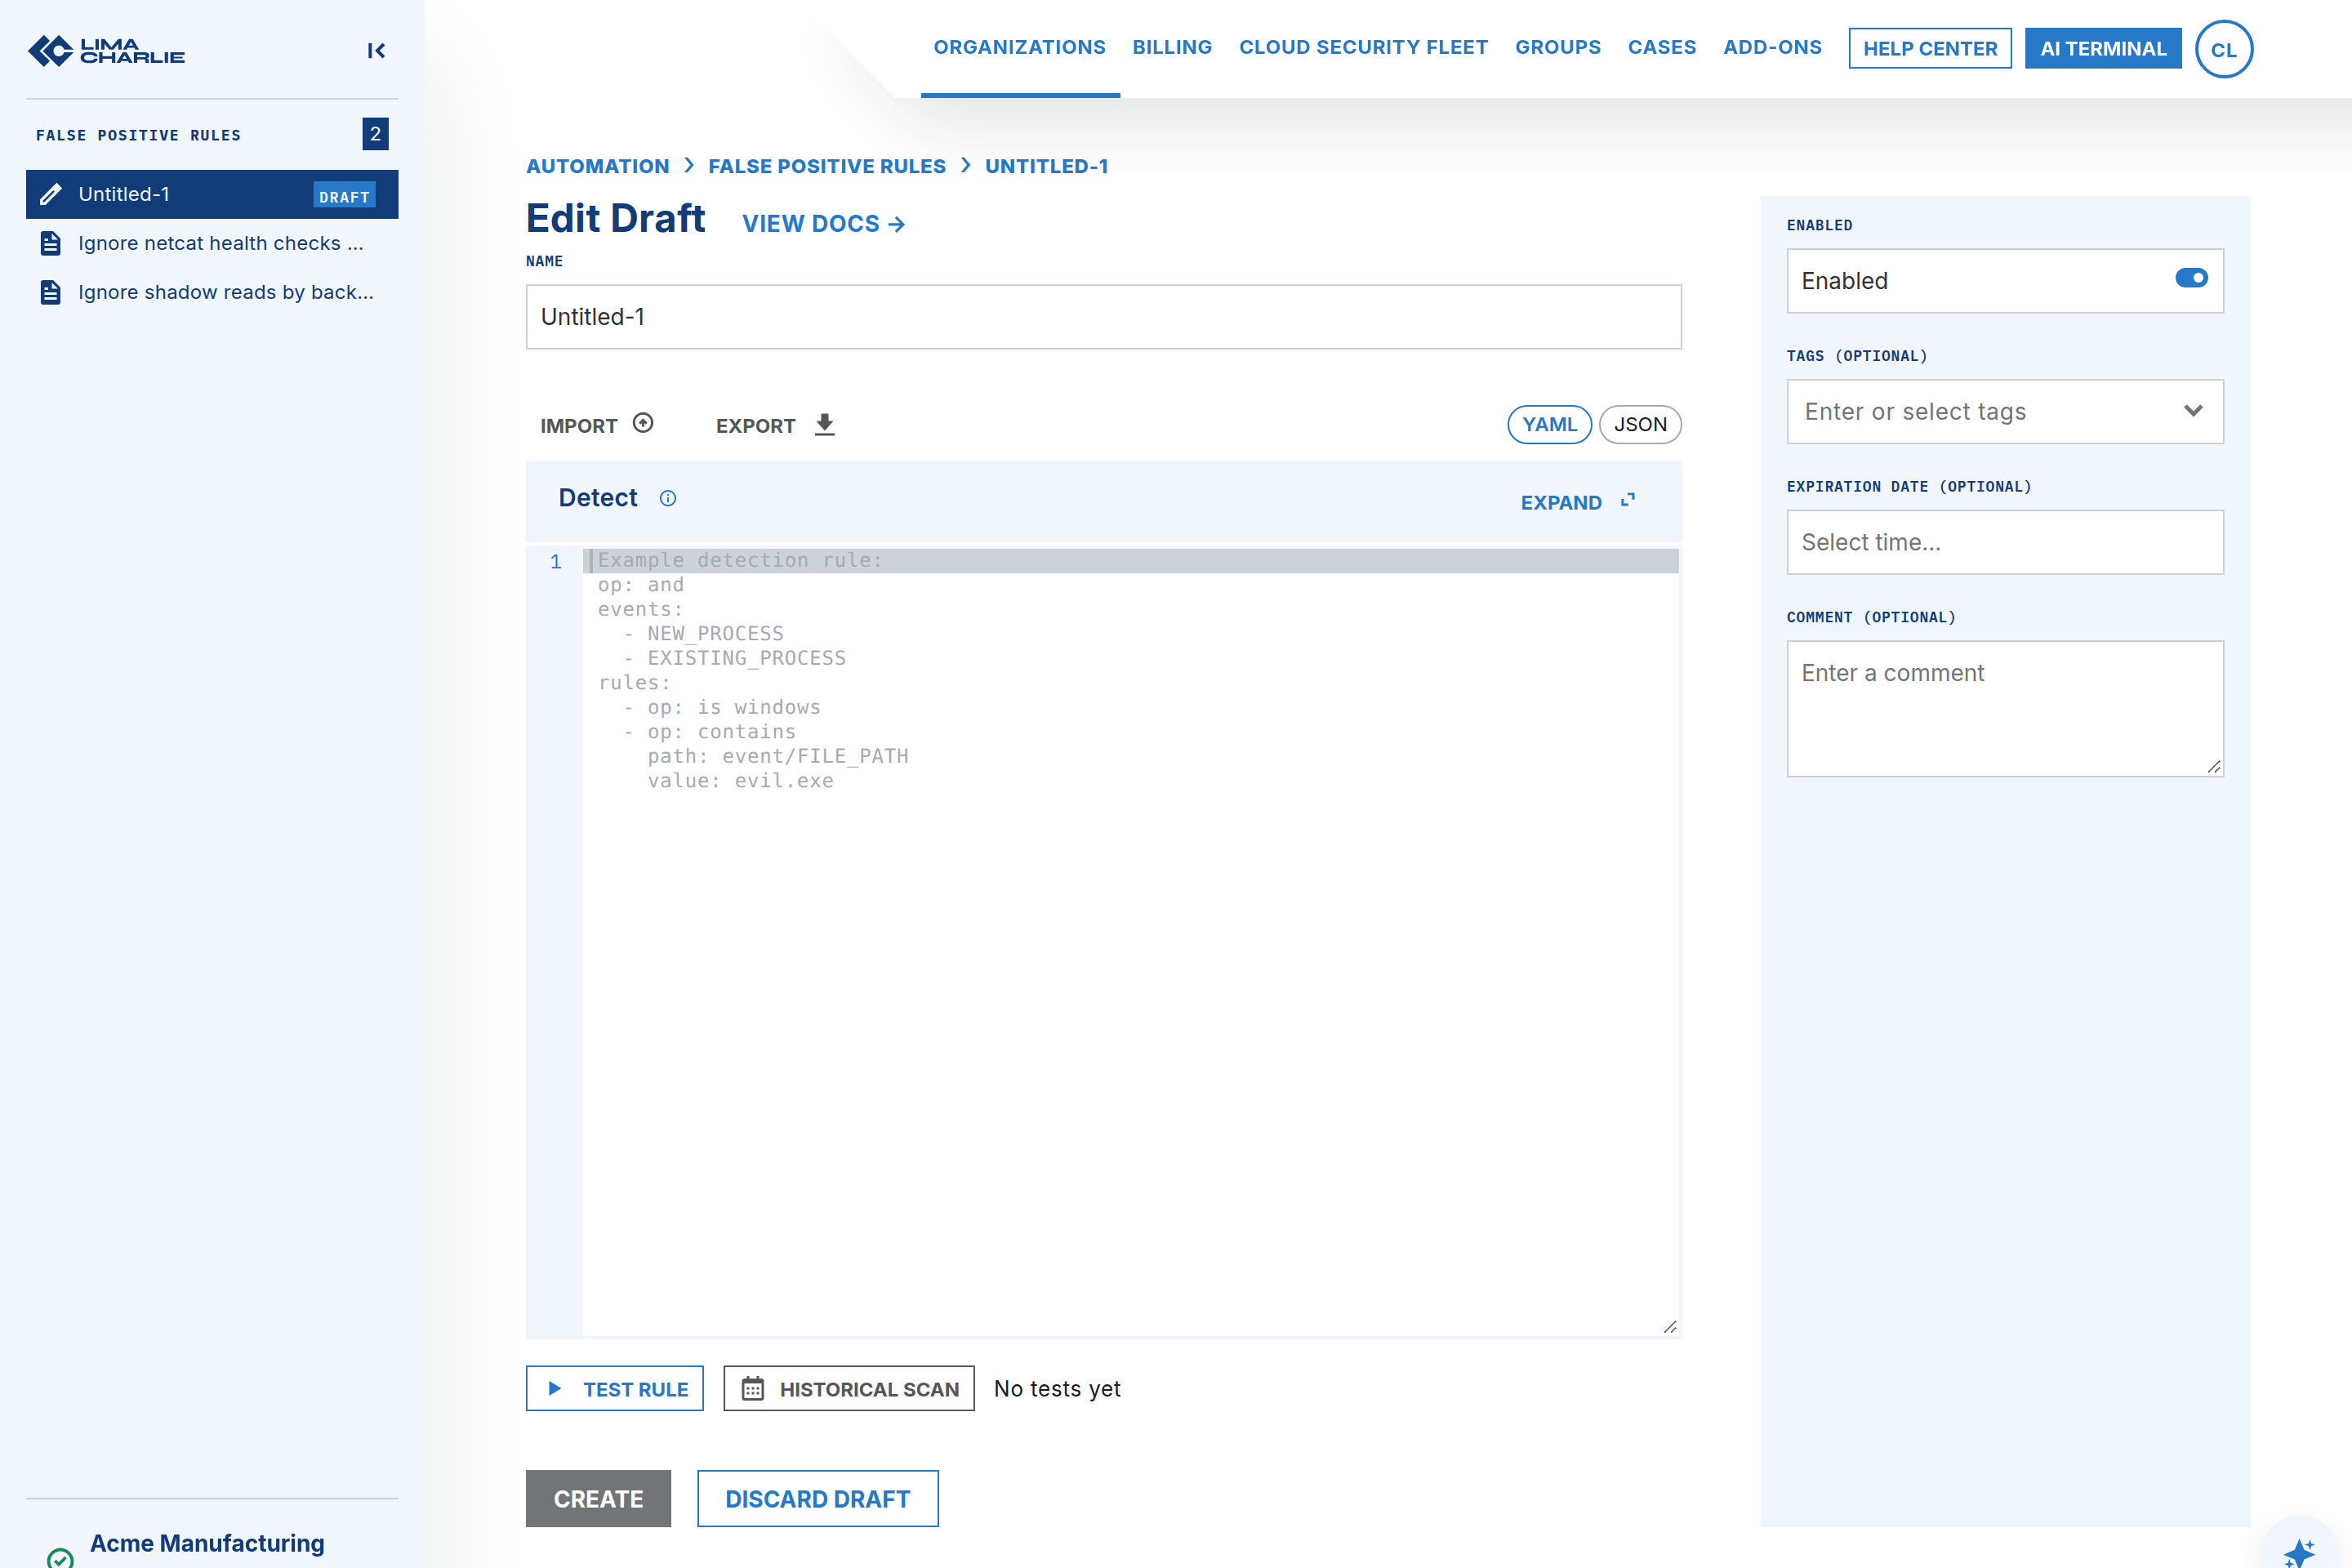 LIMA
CHARLIE
ORGANIZATIONS BILLING CLOUD SECURITY FLEET GROUPS CASES ADD-ONS HELP CENTER AI TERMINAL CL
FALSE POSITIVE RULES 2
Untitled-1 DRAFT
Ignore netcat health checks ...
Ignore shadow reads by back...
AUTOMATION > FALSE POSITIVE RULES > UNTITLED-1
Edit Draft VIEW DOCS →
NAME
Untitled-1
IMPORT EXPORT YAML JSON
Detect EXPAND
1
Example detection rule:
op: and
events:
  - NEW_PROCESS
  - EXISTING_PROCESS
rules:
  - op: is windows
  - op: contains
    path: event/FILE_PATH
    value: evil.exe
TEST RULE HISTORICAL SCAN No tests yet
CREATE DISCARD DRAFT
ENABLED
Enabled
TAGS (OPTIONAL)
Enter or select tags
EXPIRATION DATE (OPTIONAL)
Select time...
COMMENT (OPTIONAL)
Enter a comment
Acme Manufacturing